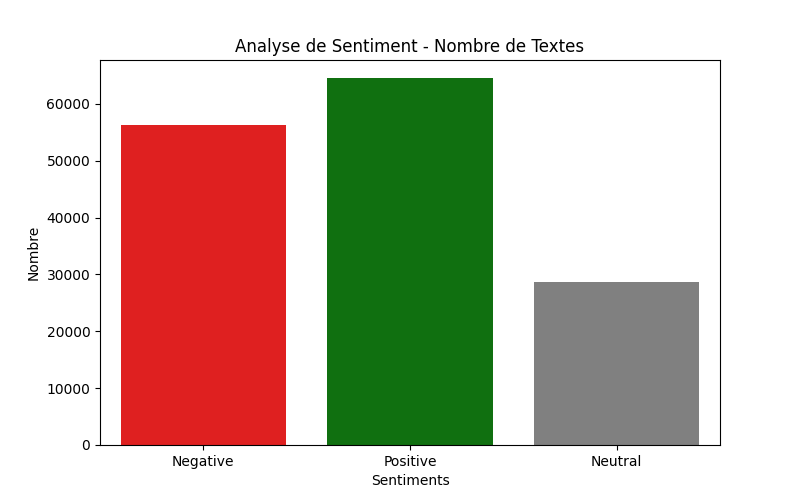 Analyse de Sentiment - Nombre de Textes
60000
50000
40000
30000
20000
10000
0
Nombre
Negative
Positive
Neutral
Sentiments